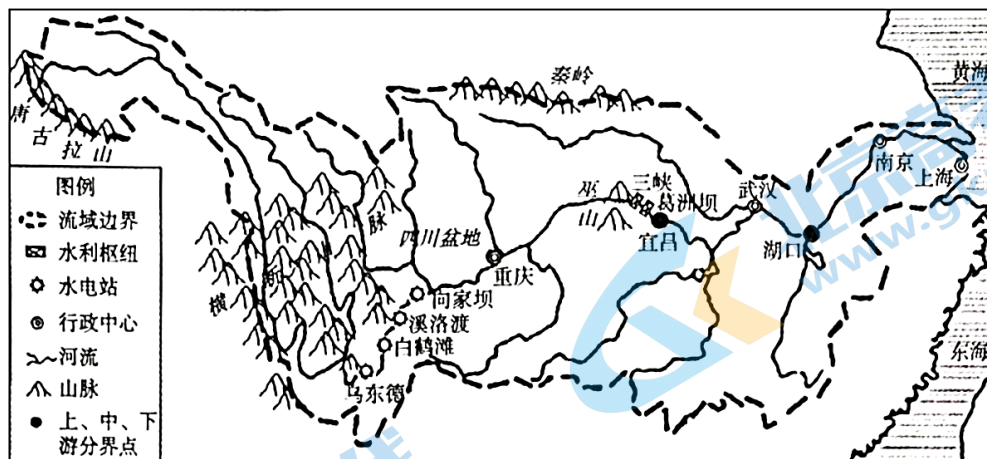 秦岭
黄海
唐古拉山
南京
上海
图例
流域边界
水利枢纽
水电站
行政中心
河流
山脉
上、中、下
游分界点
三峡
葛洲坝
武汉
巫山
宜昌
湖口
四川盆地
重庆
横断山脉
向家坝
溪洛渡
白鹤滩
乌东德
东海